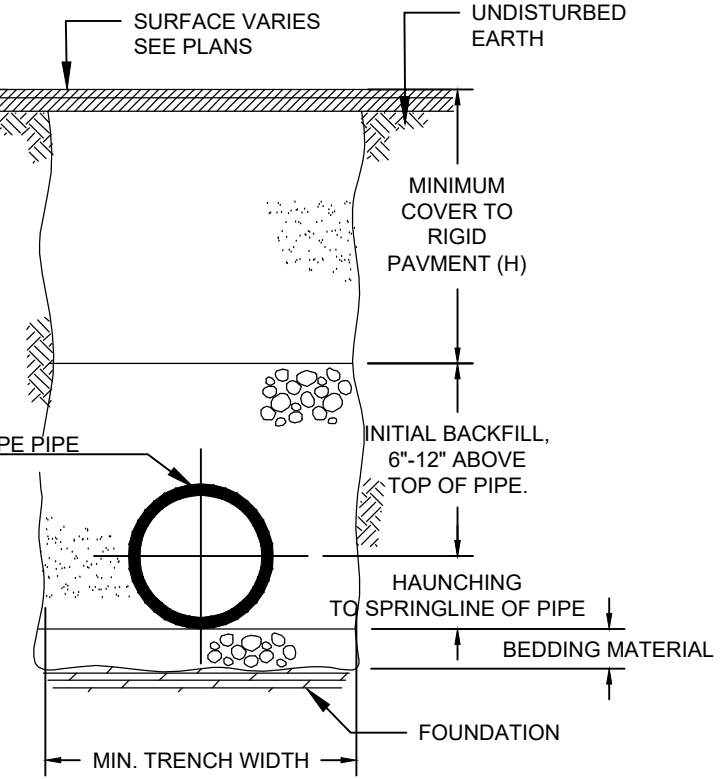 SURFACE VARIES
SEE PLANS
UNDISTURBED
EARTH
MINIMUM
COVER TO
RIGID
PAVMENT (H)
PE PIPE
INITIAL BACKFILL,
6"-12" ABOVE
TOP OF PIPE.
HAUNCHING
TO SPRINGLINE OF PIPE
BEDDING MATERIAL
FOUNDATION
MIN. TRENCH WIDTH